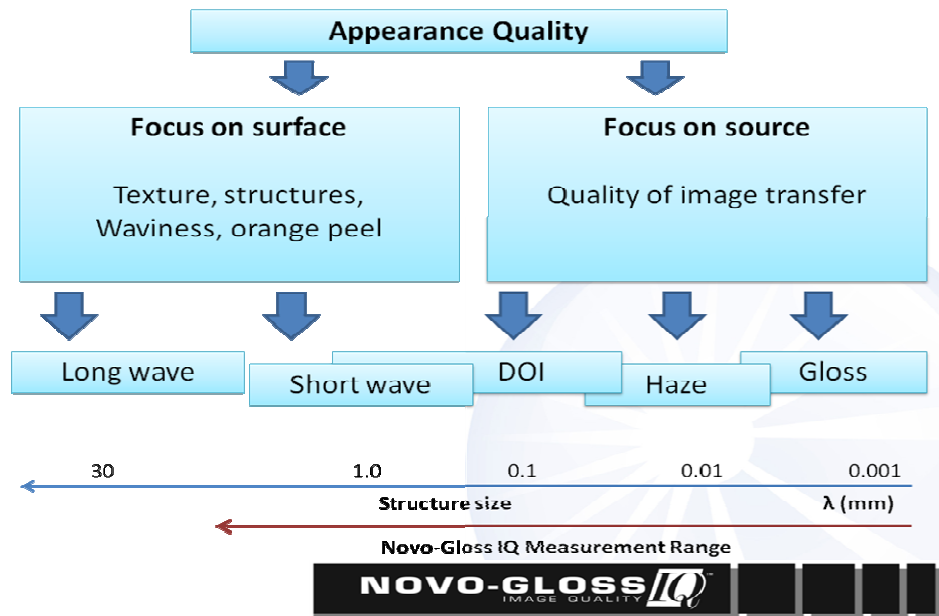 Appearance Quality
Focus on surface
Texture, structures,
Waviness, orange peel
Focus on source
Quality of image transfer
Long wave
Short wave
DOI
Haze
Gloss
30 1.0 0.1 0.01 0.001
Structure size λ (mm)
Novo-Gloss IQ Measurement Range
NOVO-GLOSS IQ™
IMAGE QUALITY